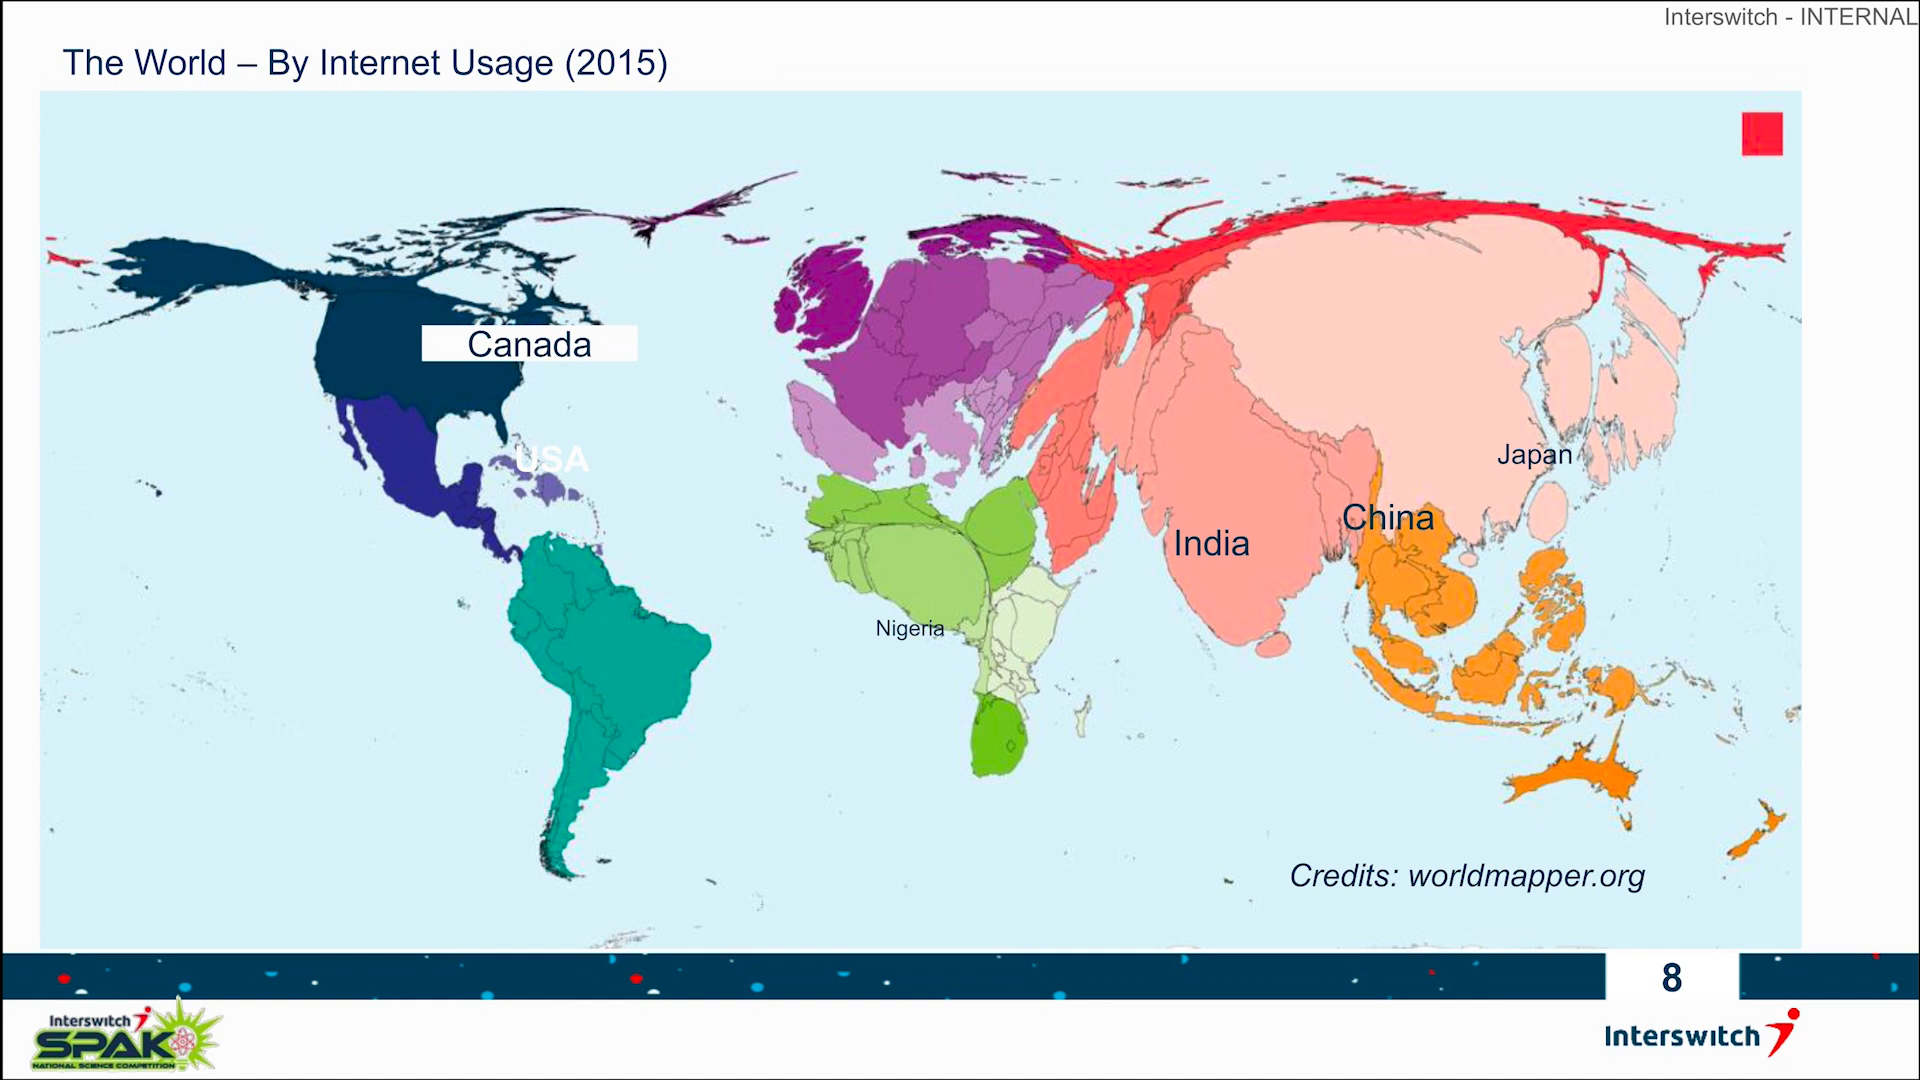 Interswitch - INTERNAL
The World – By Internet Usage (2015)
Canada
USA
Japan
China
India
Nigeria
Credits: worldmapper.org
8
Interswitch
SPAK
NATIONAL SCIENCE COMPETITION
Interswitch